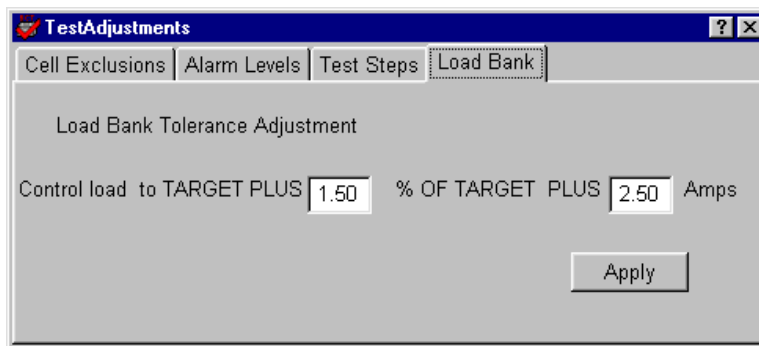 TestAdjustments
Cell Exclusions Alarm Levels Test Steps Load Bank
Load Bank Tolerance Adjustment
Control load to TARGET PLUS 1.50 % OF TARGET PLUS 2.50 Amps
Apply